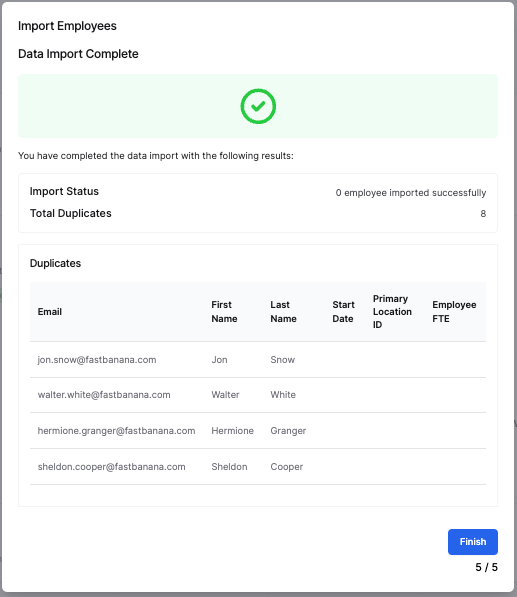 Import Employees
Data Import Complete
You have completed the data import with the following results:
Import Status 0 employee imported successfully
Total Duplicates 8
Duplicates
Email First Name Last Name Start Date Primary Location ID Employee FTE
jon.snow@fastbanana.com Jon Snow
walter.white@fastbanana.com Walter White
hermione.granger@fastbanana.com Hermione Granger
sheldon.cooper@fastbanana.com Sheldon Cooper
Finish
5 / 5